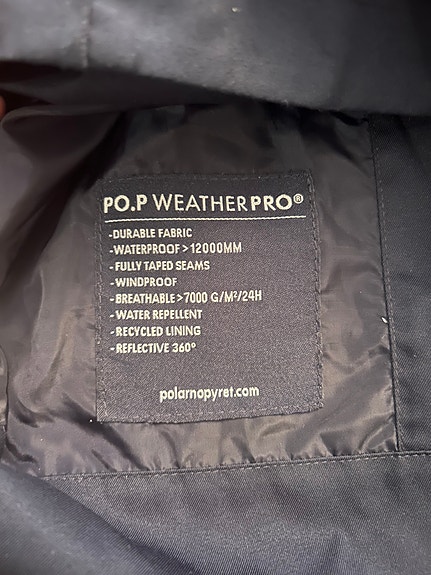 PO.P WEATHERPRO®
-DURABLE FABRIC
-WATERPROOF >12000MM
-FULLY TAPED SEAMS
-WINDPROOF
-BREATHABLE >7000 G/M²/24H
-WATER REPELLENT
-RECYCLED LINING
-REFLECTIVE 360°
polarnopyret.com